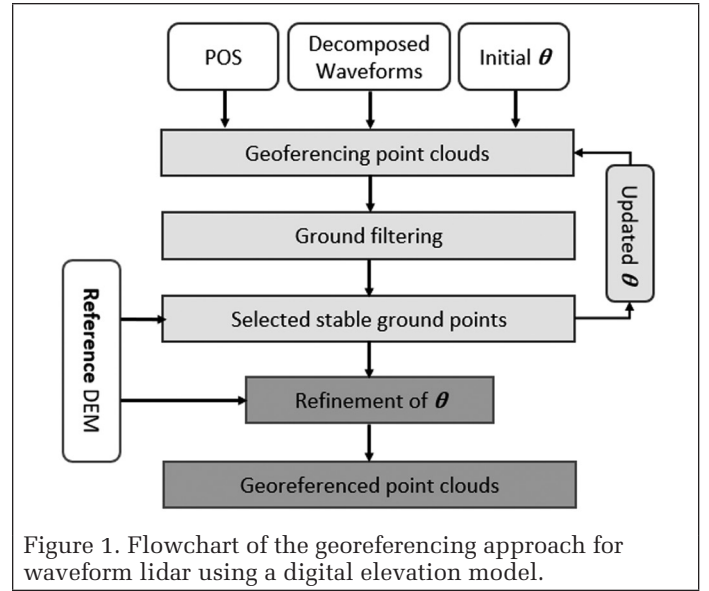 POS
Decomposed
Waveforms
Initial θ
Geoferencing point clouds
Updated θ
Ground filtering
Reference DEM
Selected stable ground points
Refinement of θ
Georeferenced point clouds
Figure 1. Flowchart of the georeferencing approach for
waveform lidar using a digital elevation model.